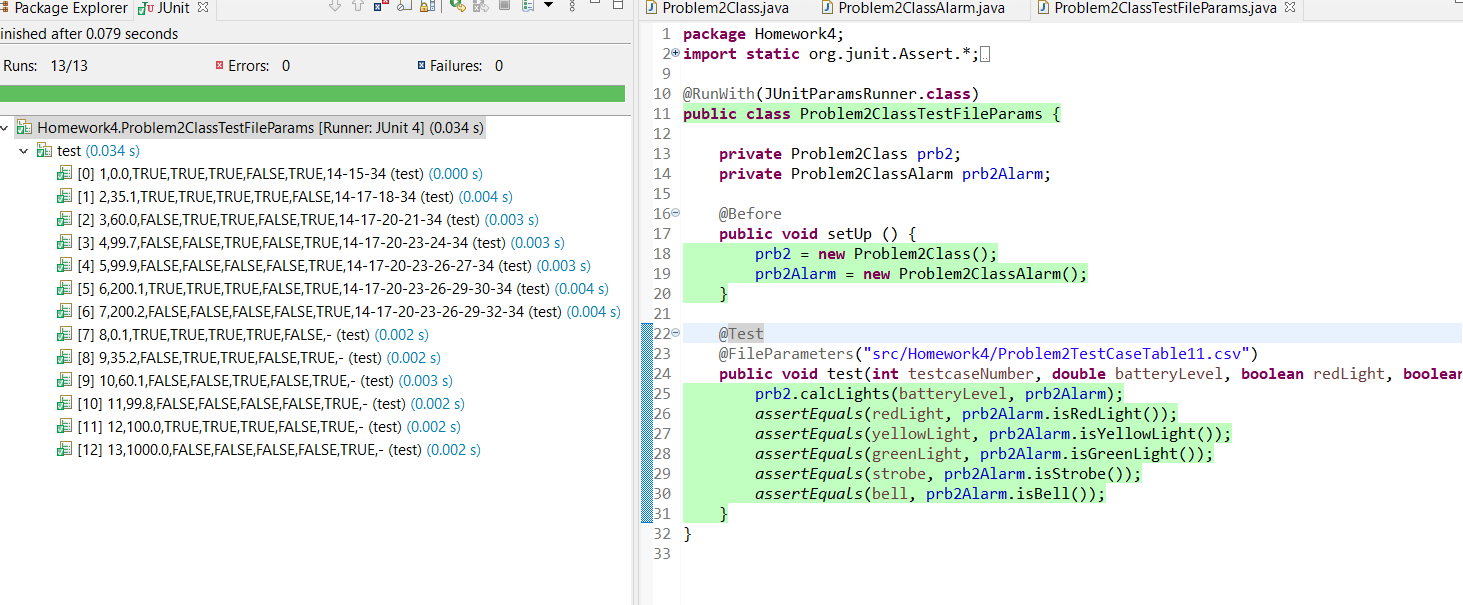 Package Explorer JUnit
inished after 0.079 seconds
Runs: 13/13 Errors: 0 Failures: 0
Homework4.Problem2ClassTestFileParams [Runner: JUnit 4] (0.034 s)
test (0.034 s)
[0] 1,0.0,TRUE,TRUE,TRUE,FALSE,TRUE,14-15-34 (test) (0.000 s)
[1] 2,35.1,TRUE,TRUE,TRUE,TRUE,FALSE,14-17-18-34 (test) (0.004 s)
[2] 3,60.0,FALSE,TRUE,TRUE,FALSE,TRUE,14-17-20-21-34 (test) (0.003 s)
[3] 4,99.7,FALSE,FALSE,TRUE,FALSE,TRUE,14-17-20-23-24-34 (test) (0.003 s)
[4] 5,99.9,FALSE,FALSE,FALSE,FALSE,TRUE,14-17-20-23-26-27-34 (test) (0.003 s)
[5] 6,200.1,TRUE,TRUE,TRUE,FALSE,TRUE,14-17-20-23-26-29-30-34 (test) (0.004 s)
[6] 7,200.2,FALSE,FALSE,FALSE,FALSE,TRUE,14-17-20-23-26-29-32-34 (test) (0.004 s)
[7] 8,0.1,TRUE,TRUE,TRUE,TRUE,FALSE,- (test) (0.002 s)
[8] 9,35.2,FALSE,TRUE,TRUE,FALSE,TRUE,- (test) (0.002 s)
[9] 10,60.1,FALSE,FALSE,TRUE,FALSE,TRUE,- (test) (0.003 s)
[10] 11,99.8,FALSE,FALSE,FALSE,FALSE,TRUE,- (test) (0.002 s)
[11] 12,100.0,TRUE,TRUE,TRUE,FALSE,TRUE,- (test) (0.002 s)
[12] 13,1000.0,FALSE,FALSE,FALSE,FALSE,TRUE,- (test) (0.002 s)
Problem2Class.java Problem2ClassAlarm.java Problem2ClassTestFileParams.java
1 package Homework4;
2 import static org.junit.Assert.*;
9
10 @RunWith(JUnitParamsRunner.class)
11 public class Problem2ClassTestFileParams {
12
13 private Problem2Class prb2;
14 private Problem2ClassAlarm prb2Alarm;
15
16 @Before
17 public void setUp () {
18 prb2 = new Problem2Class();
19 prb2Alarm = new Problem2ClassAlarm();
20 }
21
22 @Test
23 @FileParameters("src/Homework4/Problem2TestCaseTable11.csv")
24 public void test(int testcaseNumber, double batteryLevel, boolean redLight, boolean
25 prb2.calcLights(batteryLevel, prb2Alarm);
26 assertEquals(redLight, prb2Alarm.isRedLight());
27 assertEquals(yellowLight, prb2Alarm.isYellowLight());
28 assertEquals(greenLight, prb2Alarm.isGreenLight());
29 assertEquals(strobe, prb2Alarm.isStrobe());
30 assertEquals(bell, prb2Alarm.isBell());
31 }
32 }
33